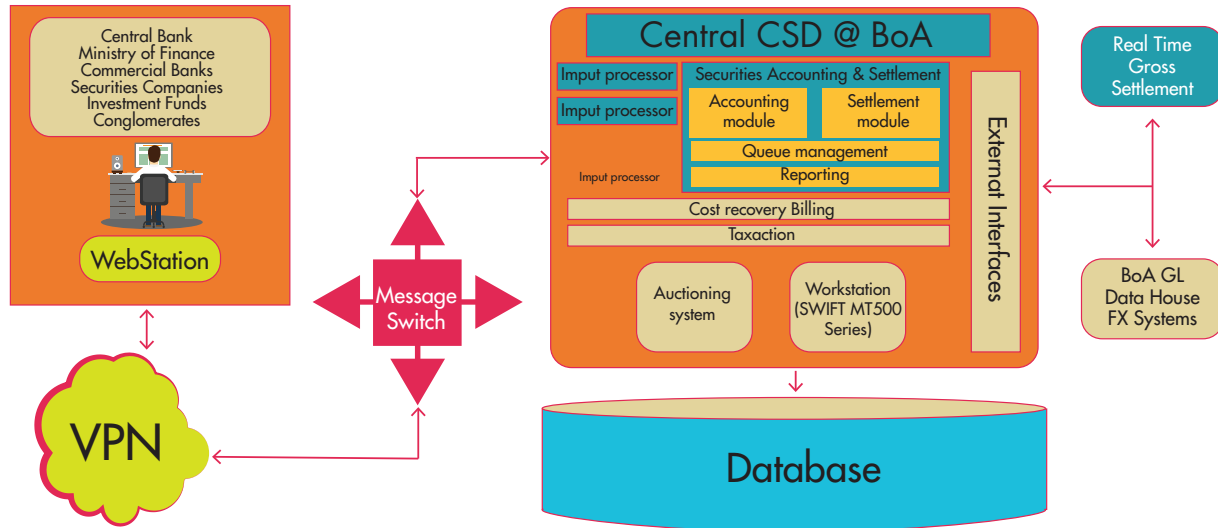 Central Bank
Ministry of Finance
Commercial Banks
Securities Companies
Investment Funds
Conglomerates
WebStation
VPN
Message
Switch
Central CSD @ BoA
Imput processor
Imput processor
Imput processor
Securities Accounting & Settlement
Accounting
module
Settlement
module
Queue management
Reporting
Cost recovery Billing
Taxaction
Auctioning
system
Workstation
(SWIFT MT500
Series)
Externat Interfaces
Database
Real Time
Gross
Settlement
BoA GL
Data House
FX Systems